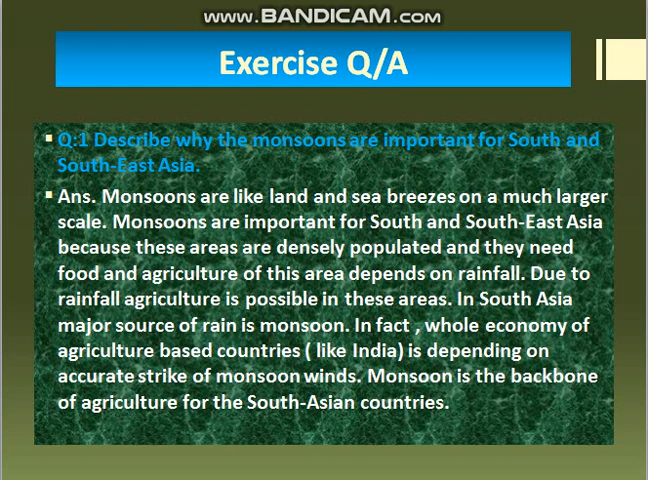 www.BANDICAM.com
Exercise Q/A
Q:1 Describe why the monsoons are important for South and
South-East Asia.
Ans. Monsoons are like land and sea breezes on a much larger
scale. Monsoons are important for South and South-East Asia
because these areas are densely populated and they need
food and agriculture of this area depends on rainfall. Due to
rainfall agriculture is possible in these areas. In South Asia
major source of rain is monsoon. In fact , whole economy of
agriculture based countries ( like India) is depending on
accurate strike of monsoon winds. Monsoon is the backbone
of agriculture for the South-Asian countries.